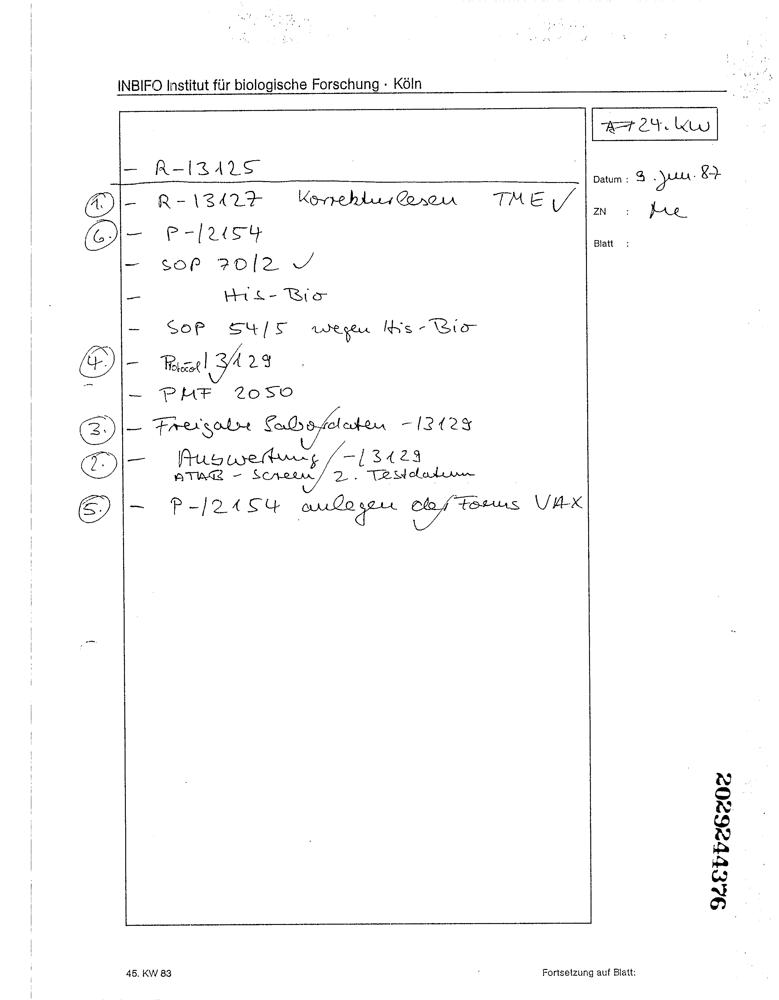 INBIFO Institut für biologische Forschung · Köln
24. KW
Datum : 9. Jun. 87
ZN : Me
Blatt :
– R-13125
1. – R-13127 Korrekturlesen TME ✓
6. – P-12154
– SOP 70/2 ✓
– His-Bio
– SOP 54/5 wegen His-Bio
4. – Protocol 13129
– PMF 2050
3. – Freigabe daten -13129
2. – Auswertung -13129
ATAB - Screen 2. Testdatum
5. – P-12154 anlegen des Forms VAX
2029244376
45. KW 83
Fortsetzung auf Blatt: